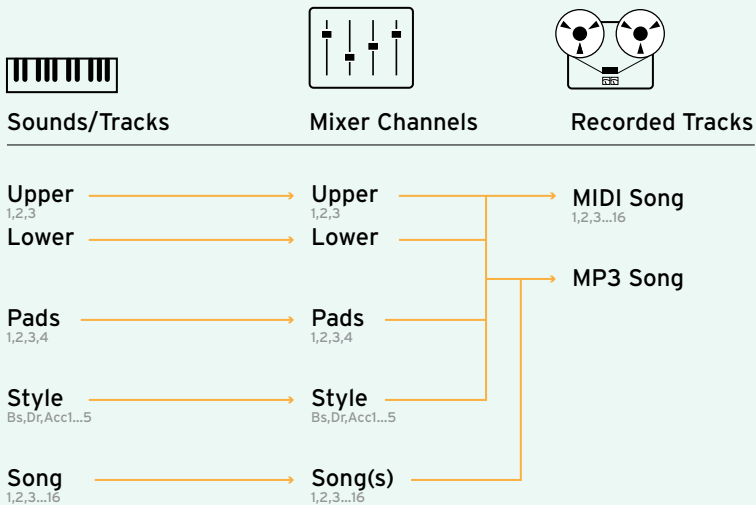 Sounds/Tracks Mixer Channels Recorded Tracks
Upper Upper MIDI Song
1,2,3 1,2,3 1,2,3...16
Lower Lower
MP3 Song
Pads Pads
1,2,3,4 1,2,3,4
Style Style
Bs,Dr,Acc1...5 Bs,Dr,Acc1...5
Song Song(s)
1,2,3...16 1,2,3...16